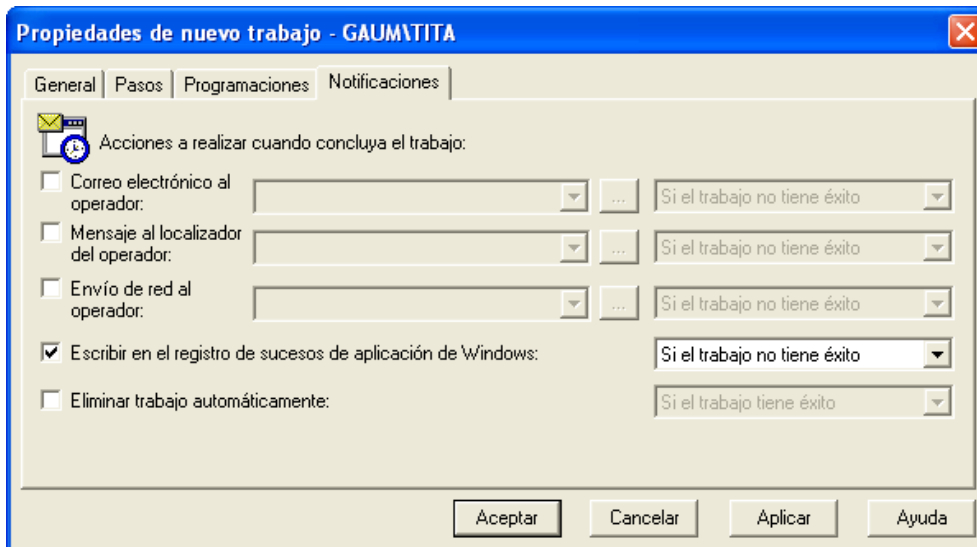 Propiedades de nuevo trabajo - GAUM\TITA
General Pasos Programaciones Notificaciones
Acciones a realizar cuando concluya el trabajo:
Correo electrónico al
operador:
... Si el trabajo no tiene éxito
Mensaje al localizador
del operador:
... Si el trabajo no tiene éxito
Envío de red al
operador:
... Si el trabajo no tiene éxito
Escribir en el registro de sucesos de aplicación de Windows: Si el trabajo no tiene éxito
Eliminar trabajo automáticamente: Si el trabajo tiene éxito
Aceptar Cancelar Aplicar Ayuda